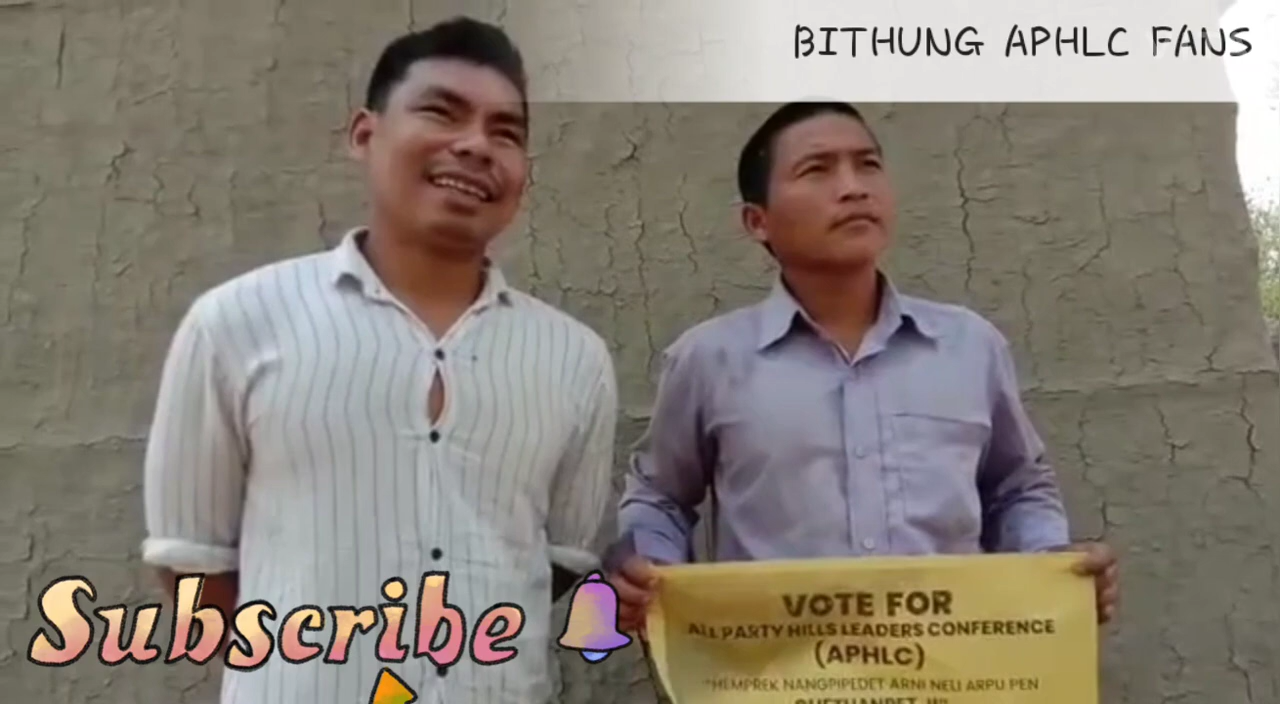 BITHUNG APHLC FANS
Subscribe
VOTE FOR
ALL PARTY HILLS LEADERS CONFERENCE
(APHLC)
NANGPIPEDET ARNI NELI ARPU PEN